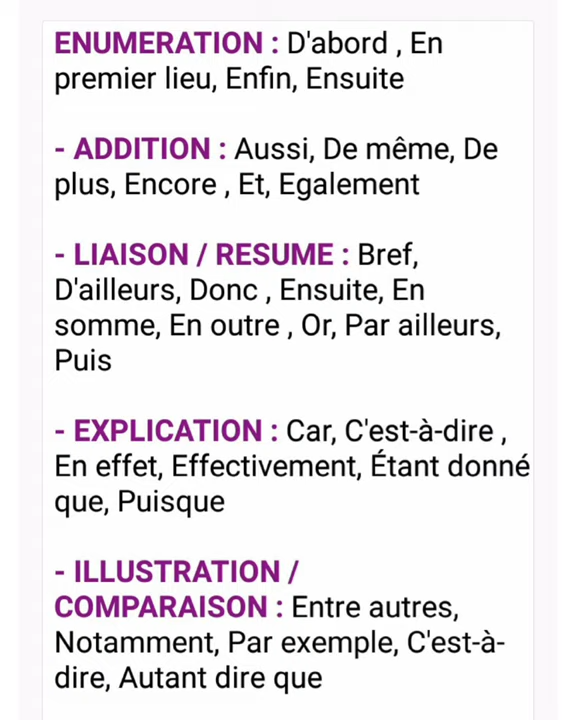 ENUMERATION : D'abord , En
premier lieu, Enfin, Ensuite
- ADDITION : Aussi, De même, De
plus, Encore , Et, Egalement
- LIAISON / RESUME : Bref,
D'ailleurs, Donc , Ensuite, En
somme, En outre , Or, Par ailleurs,
Puis
- EXPLICATION : Car, C'est-à-dire ,
En effet, Effectivement, Étant donné
que, Puisque
- ILLUSTRATION /
COMPARAISON : Entre autres,
Notamment, Par exemple, C'est-à-
dire, Autant dire que